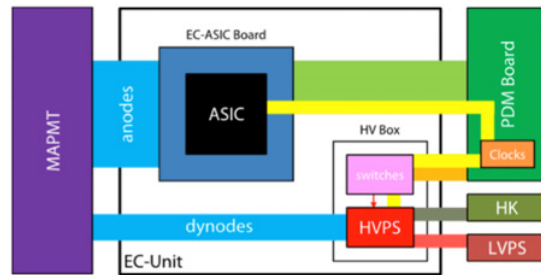 EC-ASIC Board
MAPMT
anodes
ASIC
PDM Board
HV Box
Clocks
switches
dynodes
HVPS
HK
LVPS
EC-Unit